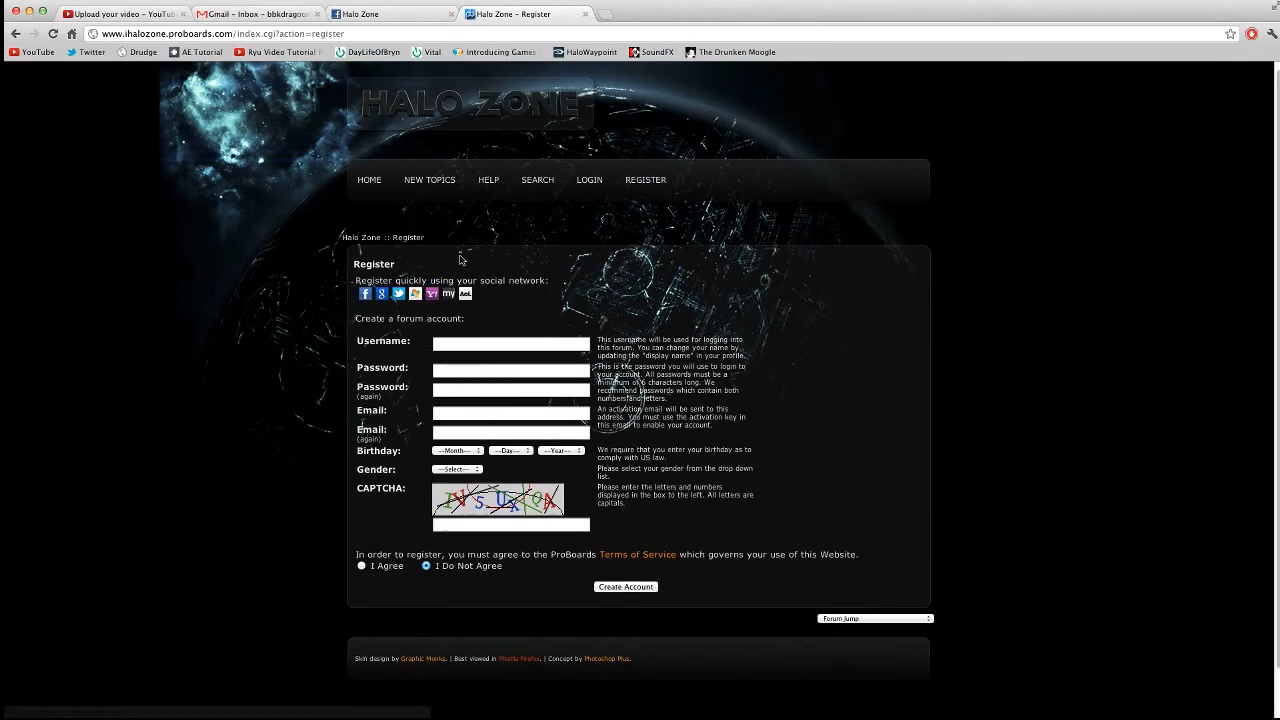 Upload your video - YouTub
Gmail - Inbox - bbkdragoo
Halo Zone
Halo Zone - Register
www.ihalozone.proboards.com/index.cgi?action=register
YouTube Twitter Drudge AE Tutorial Ryu Video Tutorial DayLifeOfBryn Vital Introducing Games HaloWaypoint SoundFX The Drunken Moogle
HALO ZONE
HOME NEW TOPICS HELP SEARCH LOGIN REGISTER
Halo Zone :: Register
Register
Register quickly using your social network:
Create a forum account:
Username:
This username will be used for logging into
this forum. You can change your name by
updating the "display name" in your profile.
Password:
This is the password you will use to login to
your account. All passwords must be a
minimum of 6 characters long. We
recommend passwords which contain both
numbers and letters.
Password:
(again)
Email:
An activation email will be sent to this
address. You must use the activation key in
this email to enable your account.
Email:
(again)
Birthday: --Month-- --Day-- --Year--
We require that you enter your birthday as to
comply with US law.
Gender: --Select--
Please select your gender from the drop down
list.
CAPTCHA:
Please enter the letters and numbers
displayed in the box to the left. All letters are
capitals.
In order to register, you must agree to the ProBoards Terms of Service which governs your use of this Website.
I Agree I Do Not Agree
Create Account
Forum Jump
Skin design by Graphic Monks. | Best viewed in Mozilla Firefox. | Concept by Photoshop Plus.